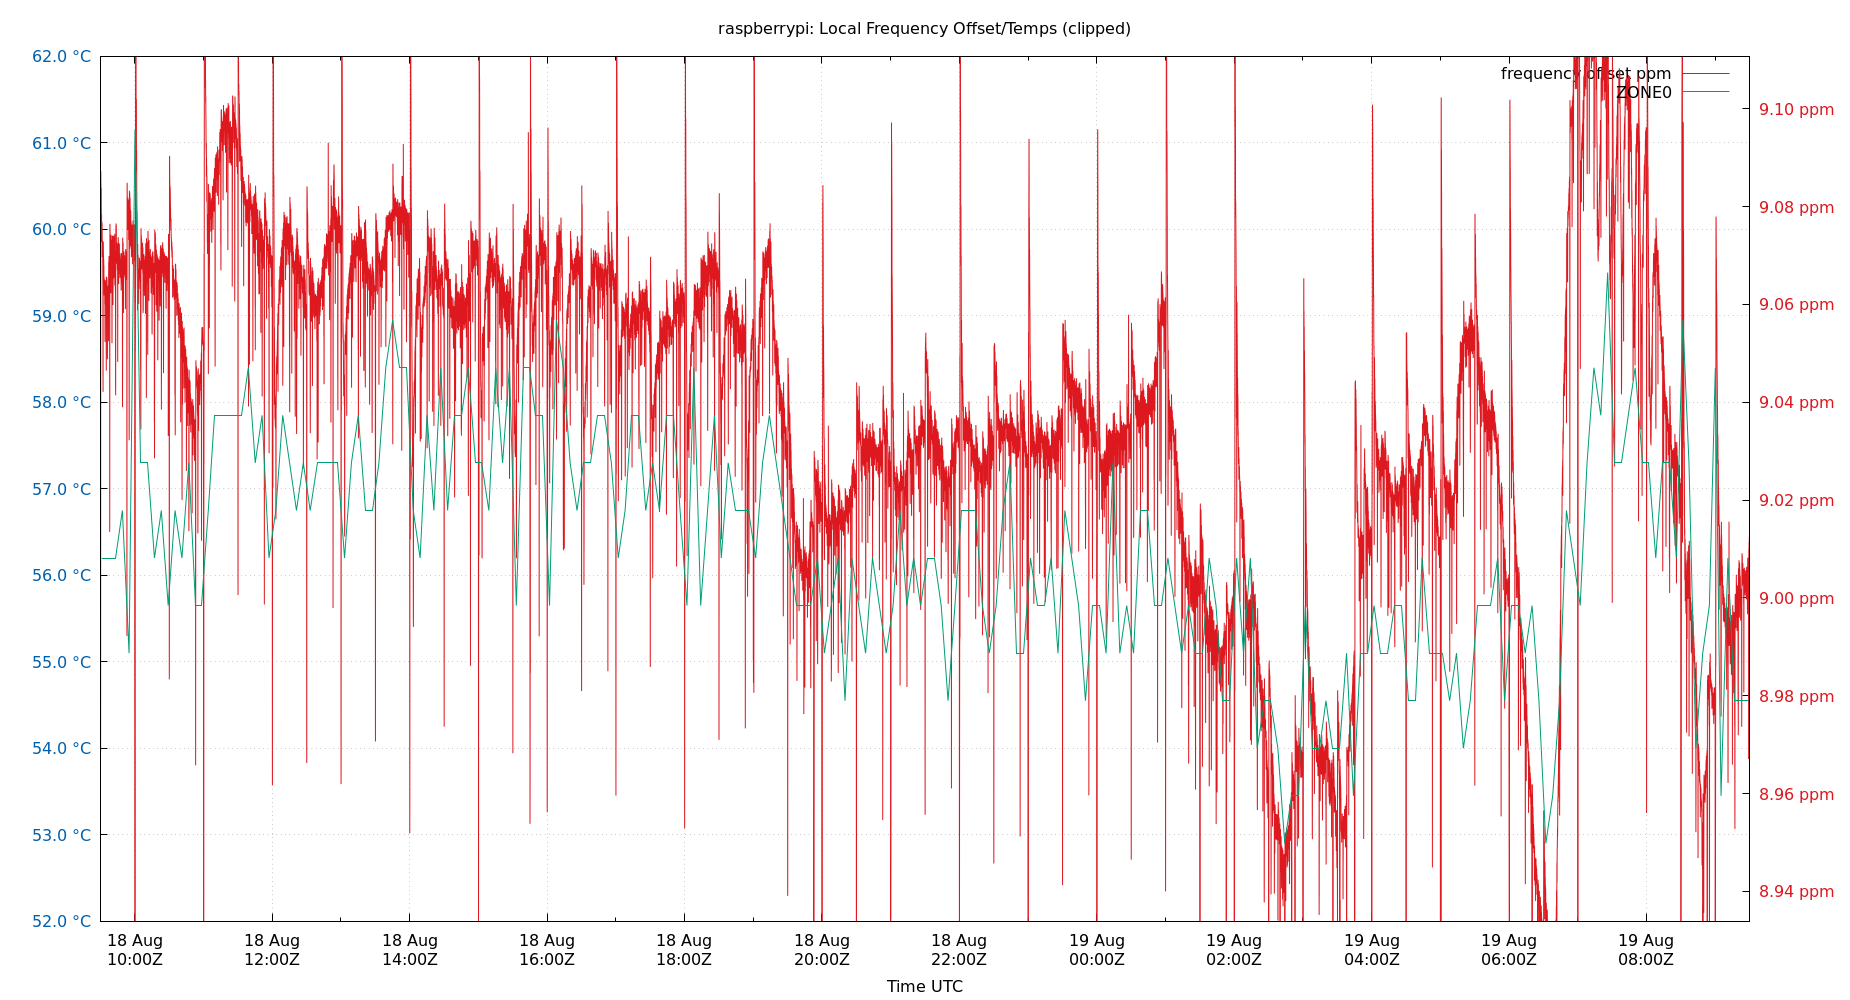 raspberrypi: Local Frequency Offset/Temps (clipped)
62.0 °C
61.0 °C
60.0 °C
59.0 °C
58.0 °C
57.0 °C
56.0 °C
55.0 °C
54.0 °C
53.0 °C
52.0 °C
frequency offset ppm
ZONE0
9.10 ppm
9.08 ppm
9.06 ppm
9.04 ppm
9.02 ppm
9.00 ppm
8.98 ppm
8.96 ppm
8.94 ppm
18 Aug 18 Aug 18 Aug 18 Aug 18 Aug 18 Aug 18 Aug 19 Aug 19 Aug 19 Aug 19 Aug 19 Aug
10:00Z 12:00Z 14:00Z 16:00Z 18:00Z 20:00Z 22:00Z 00:00Z 02:00Z 04:00Z 06:00Z 08:00Z
Time UTC